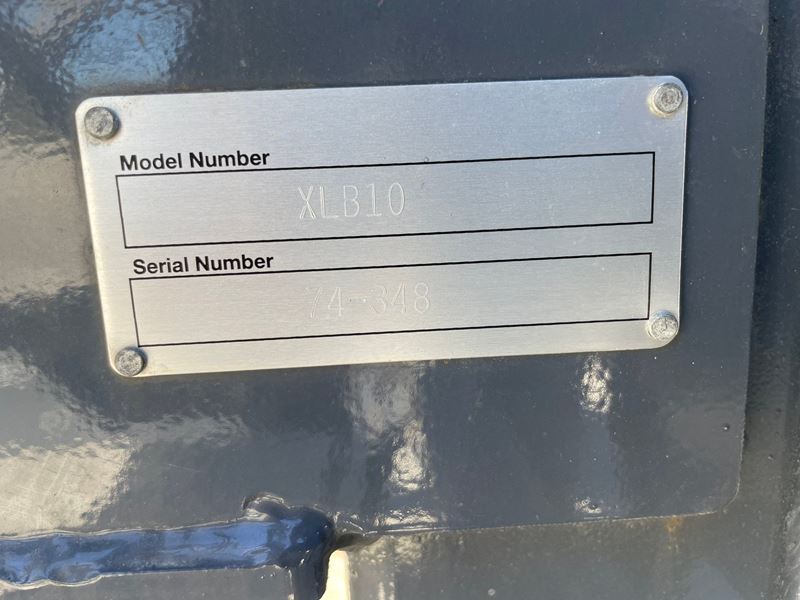 Model Number
XLB10
Serial Number
74-348